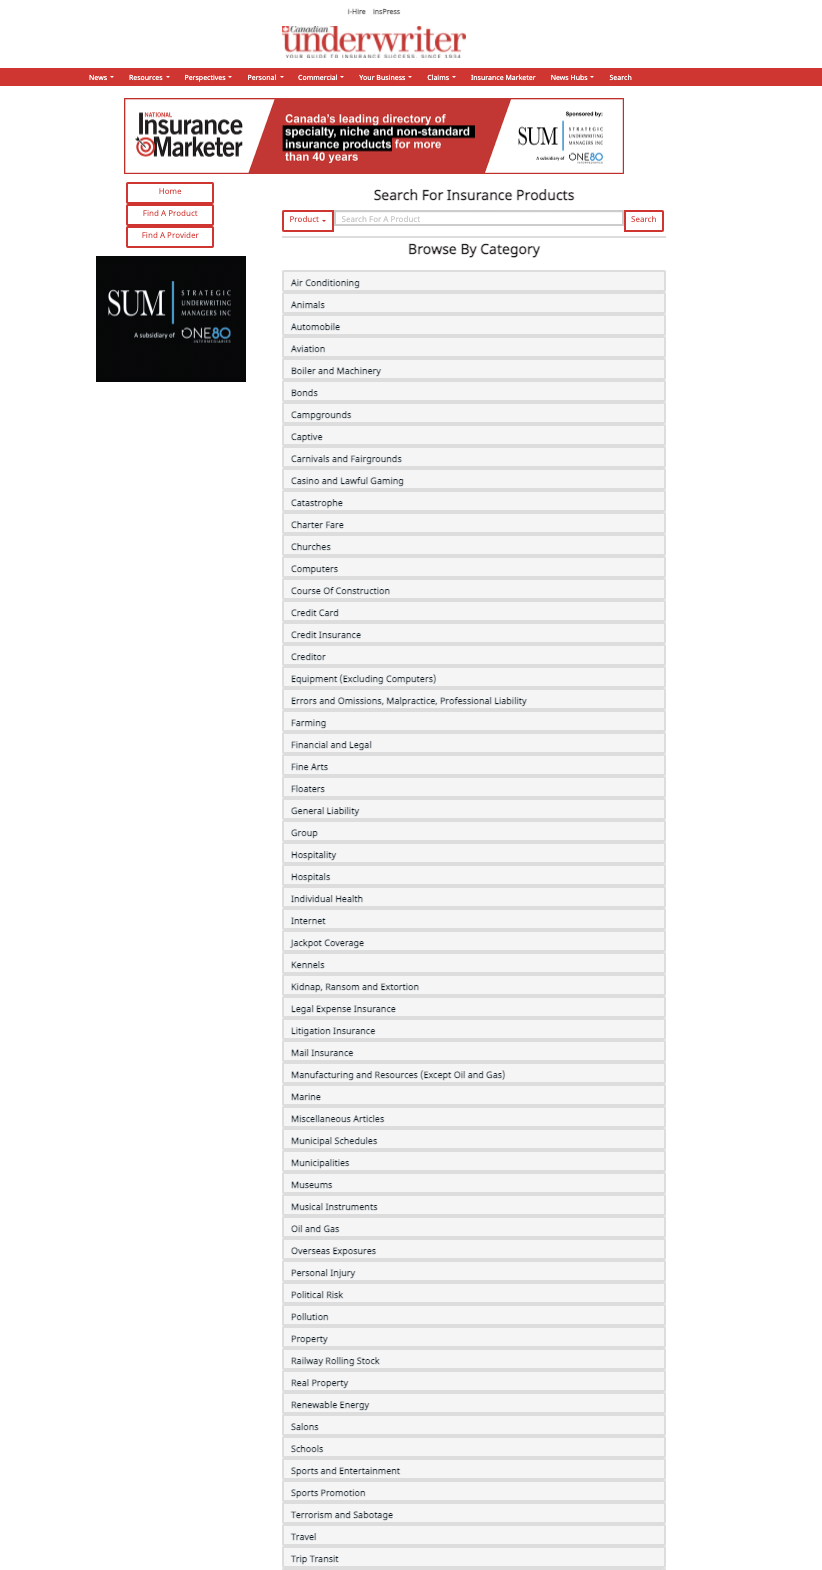 i-Hire insPress
Canadian
underwriter
YOUR GUIDE TO INSURANCE SUCCESS. SINCE 1934
News Resources Perspectives Personal Commercial Your Business Claims Insurance Marketer News Hubs Search
NATIONAL
Insurance
Marketer
Canada's leading directory of
specialty, niche and non-standard
insurance products for more
than 40 years
Sponsored by:
SUM STRATEGIC
UNDERWRITING
MANAGERS INC
A subsidiary of ONE80
INTERMEDIARIES
Home
Find A Product
Find A Provider
SUM STRATEGIC
UNDERWRITING
MANAGERS INC
A subsidiary of ONE80
INTERMEDIARIES
Search For Insurance Products
Product Search For A Product Search
Browse By Category
Air Conditioning
Animals
Automobile
Aviation
Boiler and Machinery
Bonds
Campgrounds
Captive
Carnivals and Fairgrounds
Casino and Lawful Gaming
Catastrophe
Charter Fare
Churches
Computers
Course Of Construction
Credit Card
Credit Insurance
Creditor
Equipment (Excluding Computers)
Errors and Omissions, Malpractice, Professional Liability
Farming
Financial and Legal
Fine Arts
Floaters
General Liability
Group
Hospitality
Hospitals
Individual Health
Internet
Jackpot Coverage
Kennels
Kidnap, Ransom and Extortion
Legal Expense Insurance
Litigation Insurance
Mail Insurance
Manufacturing and Resources (Except Oil and Gas)
Marine
Miscellaneous Articles
Municipal Schedules
Municipalities
Museums
Musical Instruments
Oil and Gas
Overseas Exposures
Personal Injury
Political Risk
Pollution
Property
Railway Rolling Stock
Real Property
Renewable Energy
Salons
Schools
Sports and Entertainment
Sports Promotion
Terrorism and Sabotage
Travel
Trip Transit